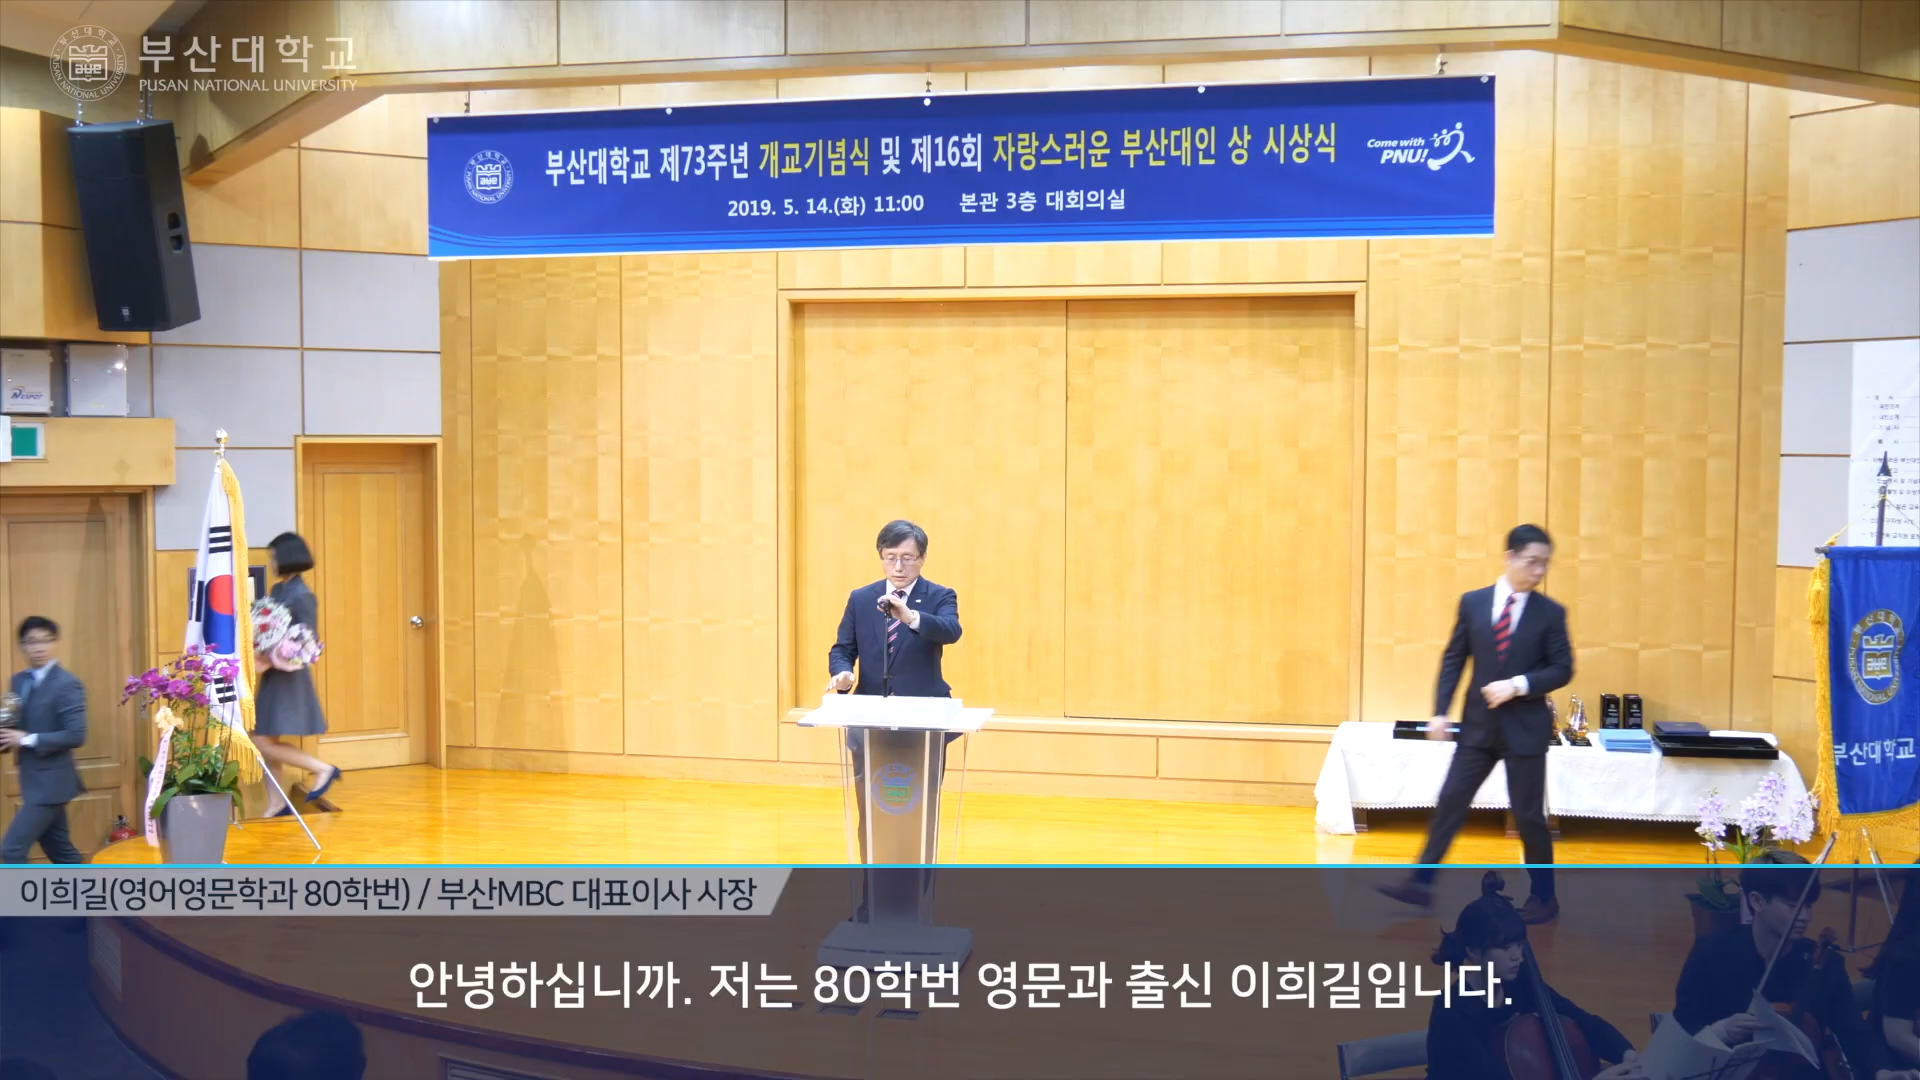 부산대학교
PUSAN NATIONAL UNIVERSITY
부산대학교 제73주년 개교기념식 및 제16회 자랑스러운 부산대인 상 시상식
Come with
PNU!
2019. 5. 14.(화) 11:00 본관 3층 대회의실
부산대학교
이희길(영어영문학과 80학번) / 부산MBC 대표이사 사장
안녕하십니까. 저는 80학번 영문과 출신 이희길입니다.